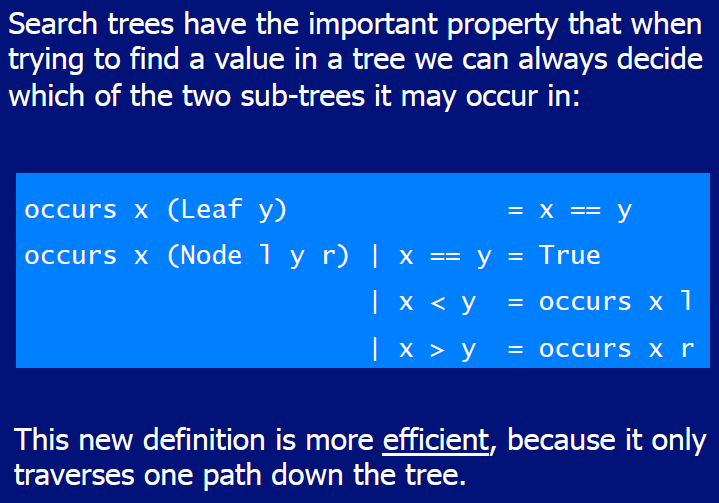 Search trees have the important property that when
trying to find a value in a tree we can always decide
which of the two sub-trees it may occur in:
occurs x (Leaf y) = x == y
occurs x (Node l y r) | x == y = True
| x < y = occurs x l
| x > y = occurs x r
This new definition is more efficient, because it only
traverses one path down the tree.